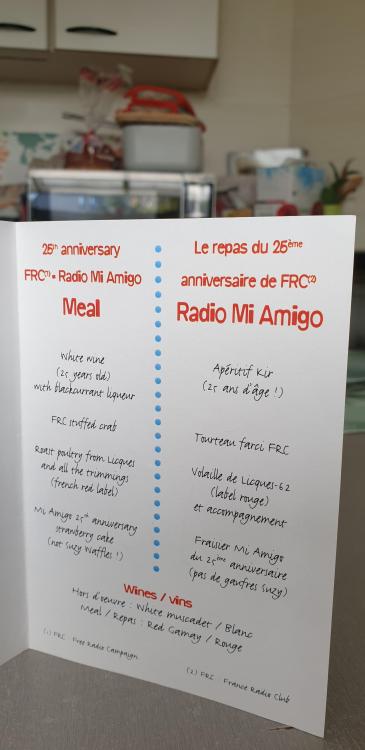 25th anniversary
FRC(1) - Radio Mi Amigo
Meal
White wine
(25 years old)
with blackcurrant liqueur
FRC stuffed crab
Roast poultry from Licques
and all the trimmings
(french red label)
Mi Amigo 25th anniversary
strawberry cake
(not Suzy Waffles !)
Le repas du 25ème
anniversaire de FRC(2)
Radio Mi Amigo
Apéritif Kir
(25 ans d'âge !)
Tourteau farci FRC
Volaille de Licques-62
(label rouge)
et accompagnement
Fraisier Mi Amigo
du 25ème anniversaire
(pas de gaufres Suzy)
Wines / vins
Hors d'oeuvre : White muscadet / Blanc
Meal / Repas : Red Gamay / Rouge
(1) FRC : Free Radio Campaign
(2) FRC : France Radio Club